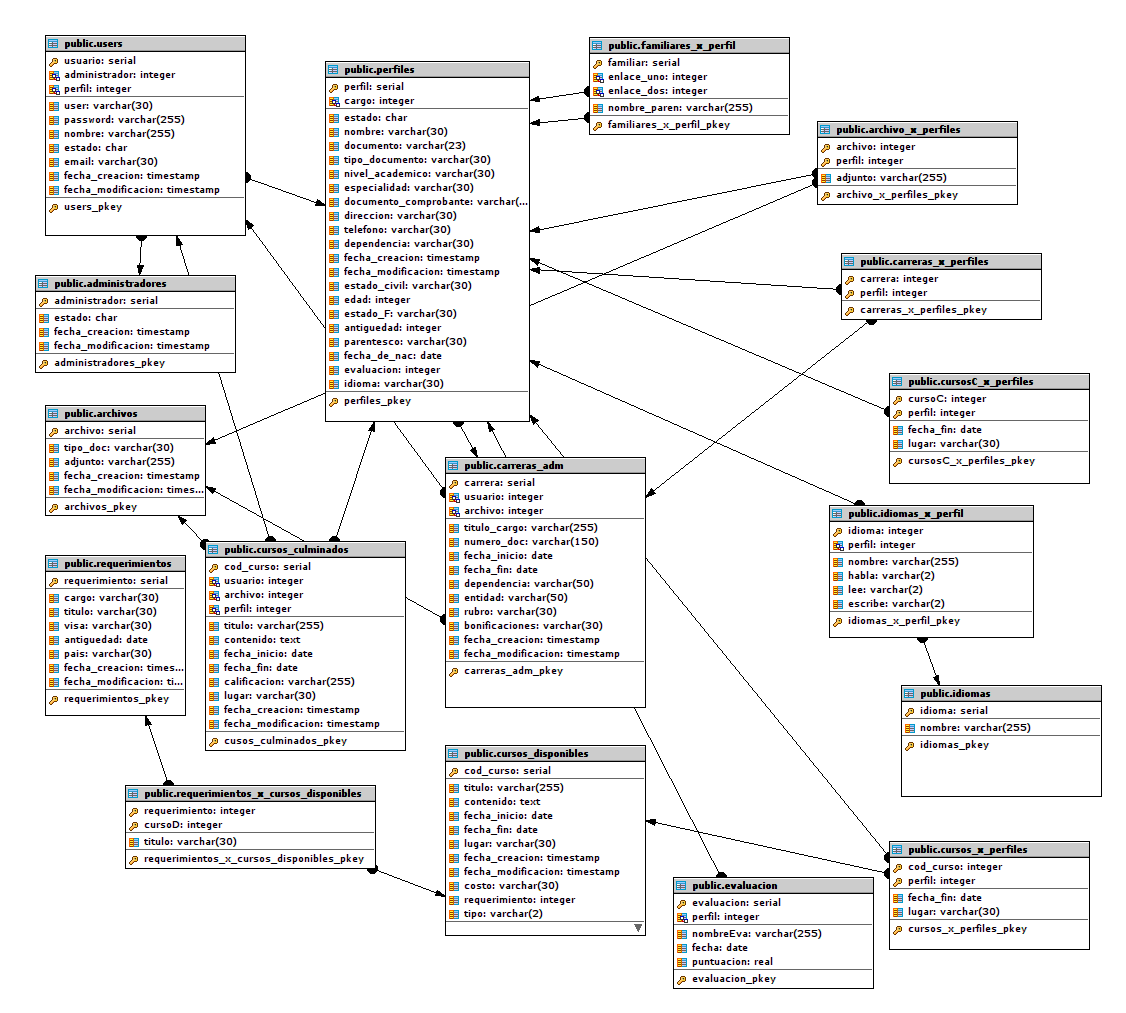 public.users
usuario: serial
administrador: integer
perfil: integer
user: varchar(30)
password: varchar(255)
nombre: varchar(255)
estado: char
email: varchar(30)
fecha_creacion: timestamp
fecha_modificacion: timestamp
users_pkey
public.perfiles
perfil: serial
cargo: integer
estado: char
nombre: varchar(30)
documento: varchar(23)
tipo_documento: varchar(30)
nivel_academico: varchar(30)
especialidad: varchar(30)
documento_comprobante: varchar(...
direccion: varchar(30)
telefono: varchar(30)
dependencia: varchar(30)
fecha_creacion: timestamp
fecha_modificacion: timestamp
estado_civil: varchar(30)
edad: integer
estado_F: varchar(30)
antiguedad: integer
parentesco: varchar(30)
fecha_de_nac: date
evaluacion: integer
idioma: varchar(30)
perfiles_pkey
public.familiares_x_perfil
familiar: serial
enlace_uno: integer
enlace_dos: integer
nombre_paren: varchar(255)
familiares_x_perfil_pkey
public.archivo_x_perfiles
archivo: integer
perfil: integer
adjunto: varchar(255)
archivo_x_perfiles_pkey
public.administradores
administrador: serial
estado: char
fecha_creacion: timestamp
fecha_modificacion: timestamp
administradores_pkey
public.carreras_x_perfiles
carrera: integer
perfil: integer
carreras_x_perfiles_pkey
public.cursosC_x_perfiles
cursoC: integer
perfil: integer
fecha_fin: date
lugar: varchar(30)
cursosC_x_perfiles_pkey
public.archivos
archivo: serial
tipo_doc: varchar(30)
adjunto: varchar(255)
fecha_creacion: timestamp
fecha_modificacion: times...
archivos_pkey
public.carreras_adm
carrera: serial
usuario: integer
archivo: integer
titulo_cargo: varchar(255)
numero_doc: varchar(150)
fecha_inicio: date
fecha_fin: date
dependencia: varchar(50)
entidad: varchar(50)
rubro: varchar(30)
bonificaciones: varchar(30)
fecha_creacion: timestamp
fecha_modificacion: timestamp
carreras_adm_pkey
public.idiomas_x_perfil
idioma: integer
perfil: integer
nombre: varchar(255)
habla: varchar(2)
lee: varchar(2)
escribe: varchar(2)
idiomas_x_perfil_pkey
public.requerimientos
requerimiento: serial
cargo: varchar(30)
titulo: varchar(30)
visa: varchar(30)
antiguedad: date
pais: varchar(30)
fecha_creacion: times...
fecha_modificacion: ti...
requerimientos_pkey
public.cursos_culminados
cod_curso: serial
usuario: integer
archivo: integer
perfil: integer
titulo: varchar(255)
contenido: text
fecha_inicio: date
fecha_fin: date
calificacion: varchar(255)
lugar: varchar(30)
fecha_creacion: timestamp
fecha_modificacion: timestamp
cusos_culminados_pkey
public.idiomas
idioma: serial
nombre: varchar(255)
idiomas_pkey
public.cursos_disponibles
cod_curso: serial
titulo: varchar(255)
contenido: text
fecha_inicio: date
fecha_fin: date
lugar: varchar(30)
fecha_creacion: timestamp
fecha_modificacion: timestamp
costo: varchar(30)
requerimiento: integer
tipo: varchar(2)
public.requerimientos_x_cursos_disponibles
requerimiento: integer
cursoD: integer
titulo: varchar(30)
requerimientos_x_cursos_disponibles_pkey
public.cursos_x_perfiles
cod_curso: integer
perfil: integer
fecha_fin: date
lugar: varchar(30)
cursos_x_perfiles_pkey
public.evaluacion
evaluacion: serial
perfil: integer
nombreEva: varchar(255)
fecha: date
puntuacion: real
evaluacion_pkey